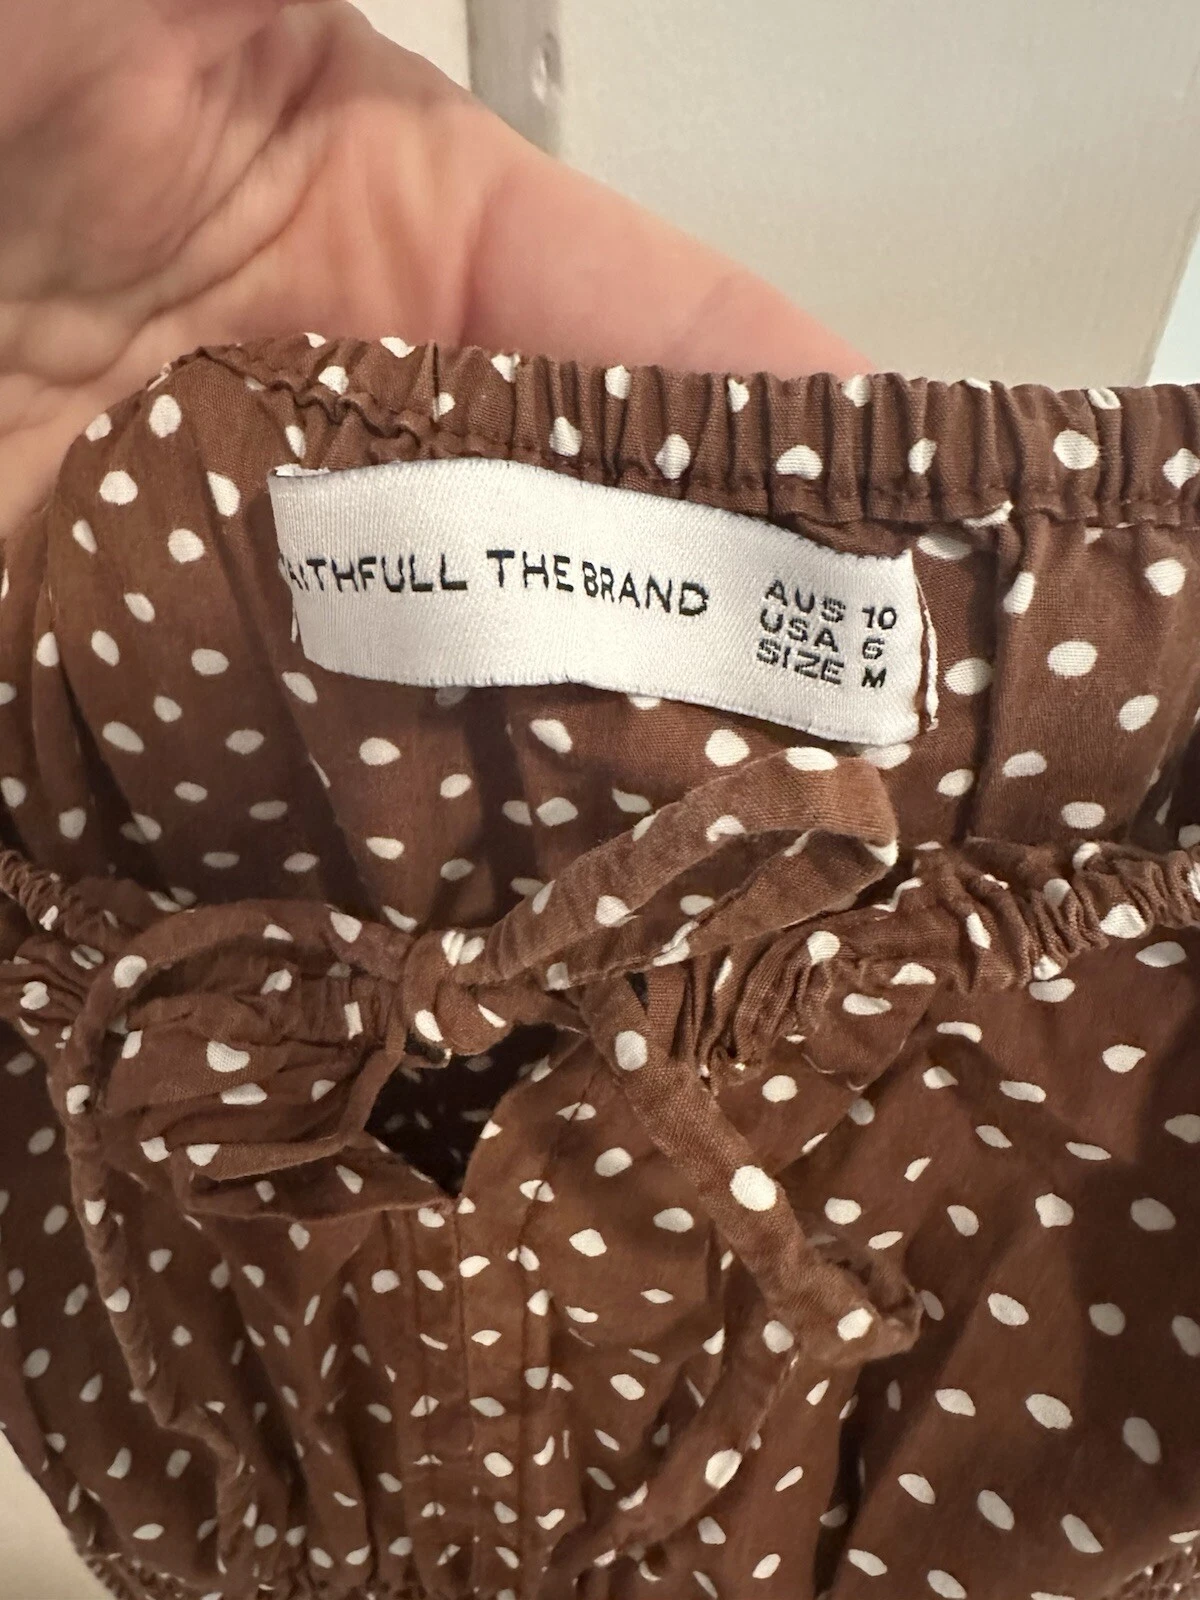 FAITHFULL THE BRAND
AUS 10
USA 6
SIZE M